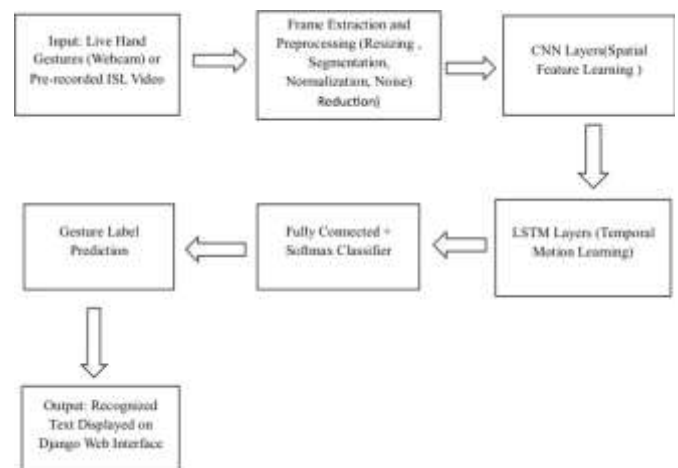 Input: Live Hand
Gestures (Webcam) or
Pre-recorded ISL Video
Frame Extraction and
Preprocessing (Resizing ,
Segmentation,
Normalization, Noise)
Reduction)
CNN Layers(Spatial
Feature Learning )
LSTM Layers (Temporal
Motion Learning)
Fully Connected +
Softmax Classifier
Gesture Label
Prediction
Output: Recognized
Text Displayed on
Django Web Interface